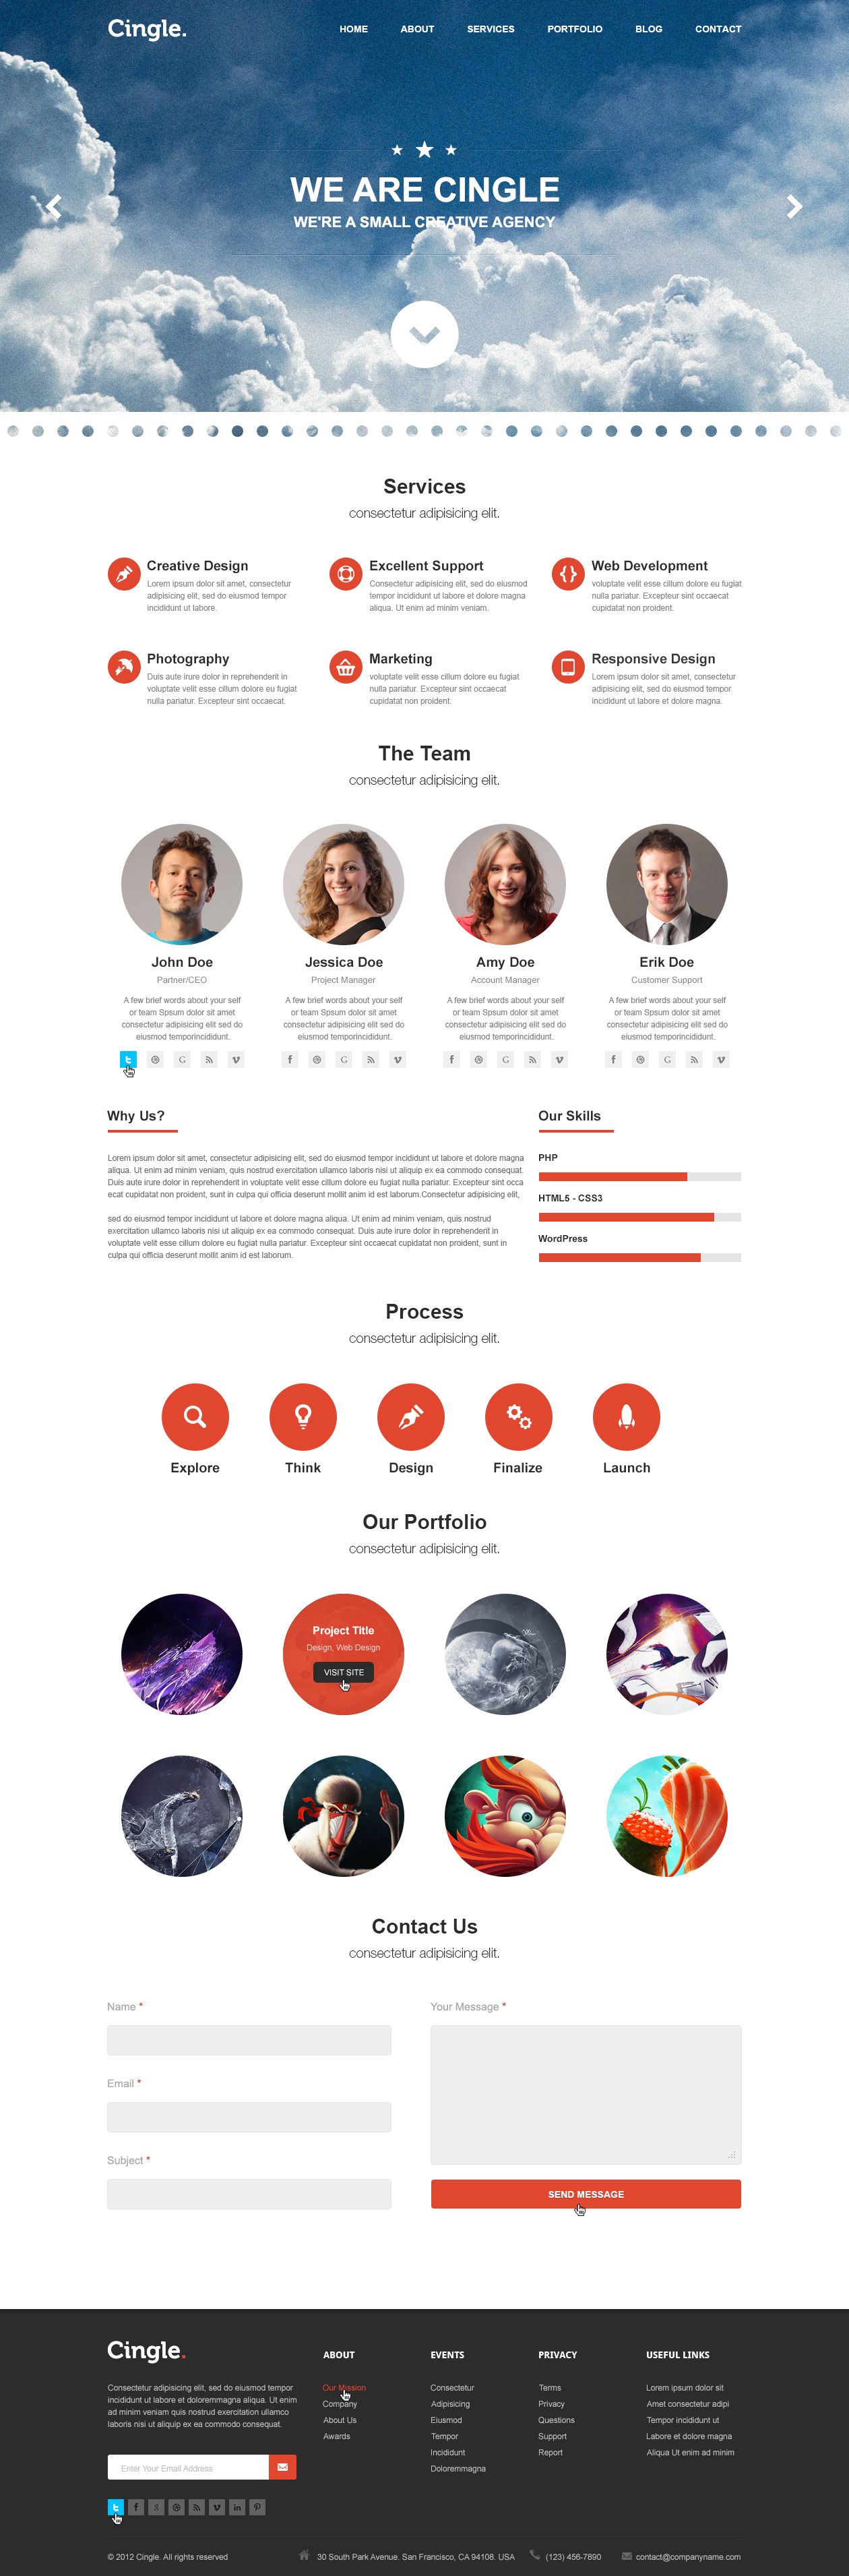 Cingle.
HOME ABOUT SERVICES PORTFOLIO BLOG CONTACT
WE ARE CINGLE
WE'RE A SMALL CREATIVE AGENCY
Services
consectetur adipisicing elit.
Creative Design
Lorem ipsum dolor sit amet, consectetur
adipisicing elit, sed do eiusmod tempor
incididunt ut labore.
Excellent Support
Consectetur adipisicing elit, sed do eiusmod
tempor incididunt ut labore et dolore magna
aliqua. Ut enim ad minim veniam.
Web Development
voluptate velit esse cillum dolore eu fugiat
nulla pariatur. Excepteur sint occaecat
cupidatat non proident.
Photography
Duis aute irure dolor in reprehenderit in
voluptate velit esse cillum dolore eu fugiat
nulla pariatur. Excepteur sint occaecat.
Marketing
voluptate velit esse cillum dolore eu fugiat
nulla pariatur. Excepteur sint occaecat
cupidatat non proident.
Responsive Design
Lorem ipsum dolor sit amet, consectetur
adipisicing elit, sed do eiusmod tempor
incididunt ut labore et dolore magna.
The Team
consectetur adipisicing elit.
John Doe
Partner/CEO
A few brief words about your self
or team Spsum dolor sit amet
consectetur adipisicing elit sed do
eiusmod temporincididunt.
Jessica Doe
Project Manager
A few brief words about your self
or team Spsum dolor sit amet
consectetur adipisicing elit sed do
eiusmod temporincididunt.
Amy Doe
Account Manager
A few brief words about your self
or team Spsum dolor sit amet
consectetur adipisicing elit sed do
eiusmod temporincididunt.
Erik Doe
Customer Support
A few brief words about your self
or team Spsum dolor sit amet
consectetur adipisicing elit sed do
eiusmod temporincididunt.
Why Us?
Lorem ipsum dolor sit amet, consectetur adipisicing elit, sed do eiusmod tempor incididunt ut labore et dolore magna
aliqua. Ut enim ad minim veniam, quis nostrud exercitation ullamco laboris nisi ut aliquip ex ea commodo consequat.
Duis aute irure dolor in reprehenderit in voluptate velit esse cillum dolore eu fugiat nulla pariatur. Excepteur sint occa
ecat cupidatat non proident, sunt in culpa qui officia deserunt mollit anim id est laborum.Consectetur adipisicing elit,
sed do eiusmod tempor incididunt ut labore et dolore magna aliqua. Ut enim ad minim veniam, quis nostrud
exercitation ullamco laboris nisi ut aliquip ex ea commodo consequat. Duis aute irure dolor in reprehenderit in
voluptate velit esse cillum dolore eu fugiat nulla pariatur. Excepteur sint occaecat cupidatat non proident, sunt in
culpa qui officia deserunt mollit anim id est laborum.
Our Skills
PHP
HTML5 - CSS3
WordPress
Process
consectetur adipisicing elit.
Explore Think Design Finalize Launch
Our Portfolio
consectetur adipisicing elit.
Project Title
Design, Web Design
VISIT SITE
Contact Us
consectetur adipisicing elit.
Name *
Email *
Subject *
Your Message *
SEND MESSAGE
Cingle.
Consectetur adipisicing elit, sed do eiusmod tempor
incididunt ut labore et doloremmagna aliqua. Ut enim
ad minim veniam quis nostrud exercitation ullamco
laboris nisi ut aliquip ex ea commodo consequat.
Enter Your Email Address
ABOUT
Our Mission
Company
About Us
Awards
EVENTS
Consectetur
Adipisicing
Eiusmod
Tempor
Incididunt
Doloremmagna
PRIVACY
Terms
Privacy
Questions
Support
Report
USEFUL LINKS
Lorem ipsum dolor sit
Amet consectetur adipi
Tempor incididunt ut
Labore et dolore magna
Aliqua Ut enim ad minim
© 2012 Cingle. All rights reserved
30 South Park Avenue. San Francisco, CA 94108. USA
(123) 456-7890
contact@companyname.com